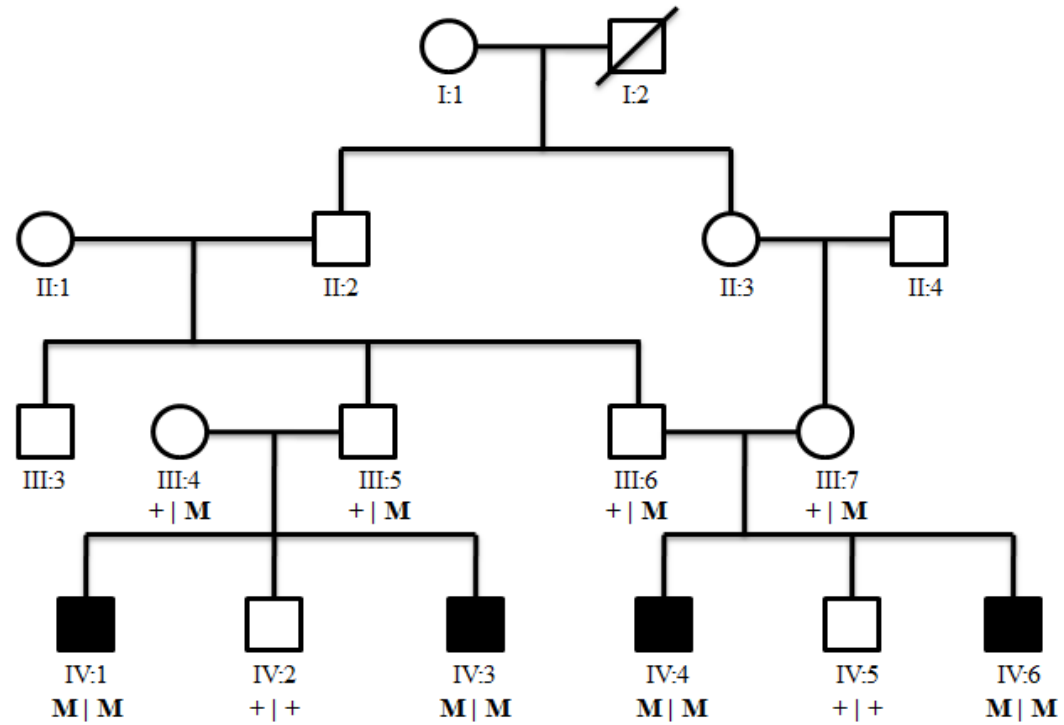 I:1 I:2
II:1 II:2 II:3 II:4
III:3 III:4 III:5 III:6 III:7
+ | M + | M + | M + | M
IV:1 IV:2 IV:3 IV:4 IV:5 IV:6
M | M + | + M | M M | M + | + M | M